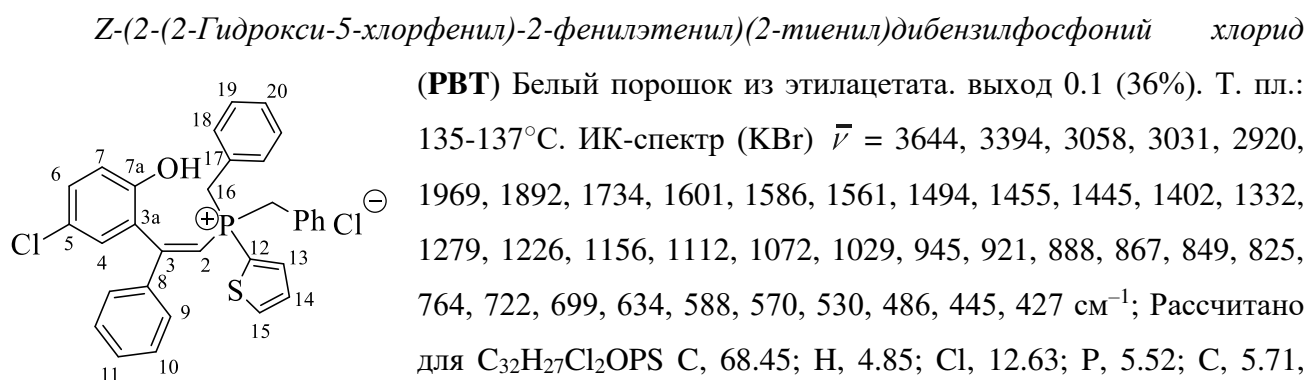 Z-(2-(2-Гидрокси-5-хлорфенил)-2-фенилэтенил)(2-тиенил)дибензилфосфоний хлорид
(PBT) Белый порошок из этилацетата. выход 0.1 (36%). Т. пл.:
135-137°C. ИК-спектр (KBr) ν̅ = 3644, 3394, 3058, 3031, 2920,
1969, 1892, 1734, 1601, 1586, 1561, 1494, 1455, 1445, 1402, 1332,
1279, 1226, 1156, 1112, 1072, 1029, 945, 921, 888, 867, 849, 825,
764, 722, 699, 634, 588, 570, 530, 486, 445, 427 см⁻¹; Рассчитано
для C₃₂H₂₇Cl₂OPS C, 68.45; H, 4.85; Cl, 12.63; P, 5.52; С, 5.71,
19
20
18
17
7
7a
OH
6
16
3a
P
+
Ph
Cl
⊖
Cl
5
4
3
2
12
13
8
S
14
9
15
10
11